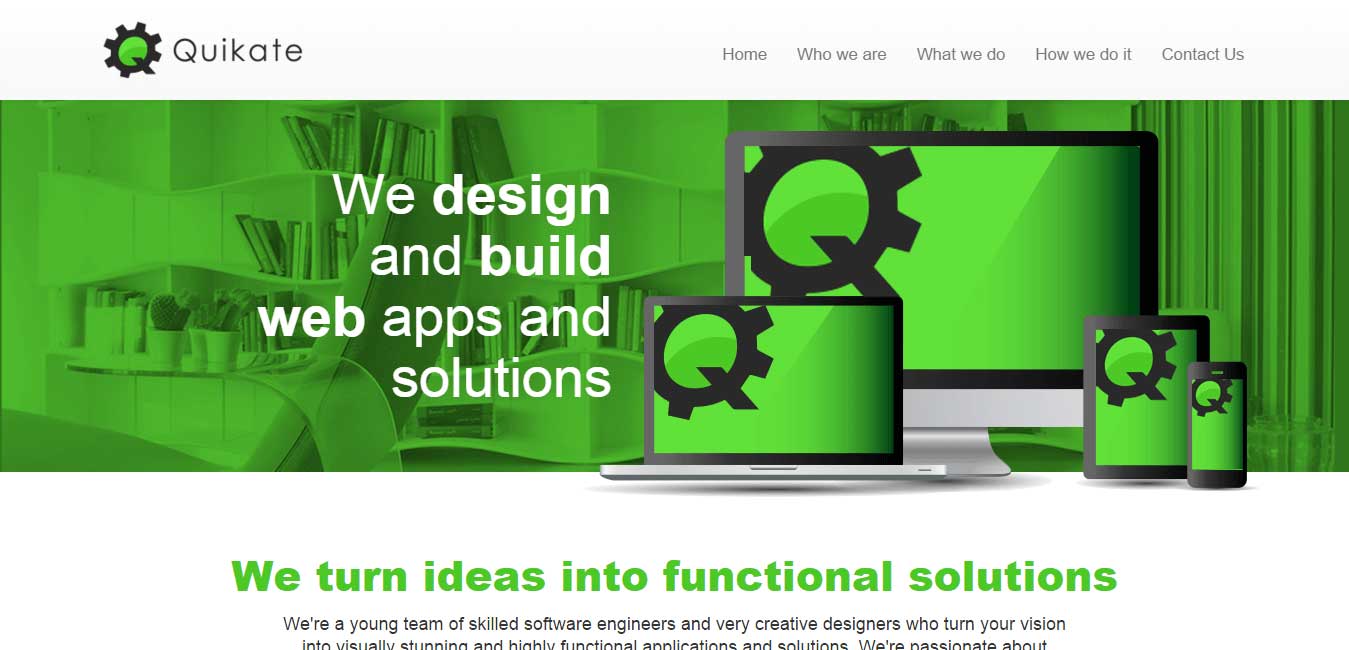 Quikate
Home Who we are What we do How we do it Contact Us
We design
and build
web apps and
solutions
We turn ideas into functional solutions
We're a young team of skilled software engineers and very creative designers who turn your vision
into visually stunning and highly functional applications and solutions. We're passionate about